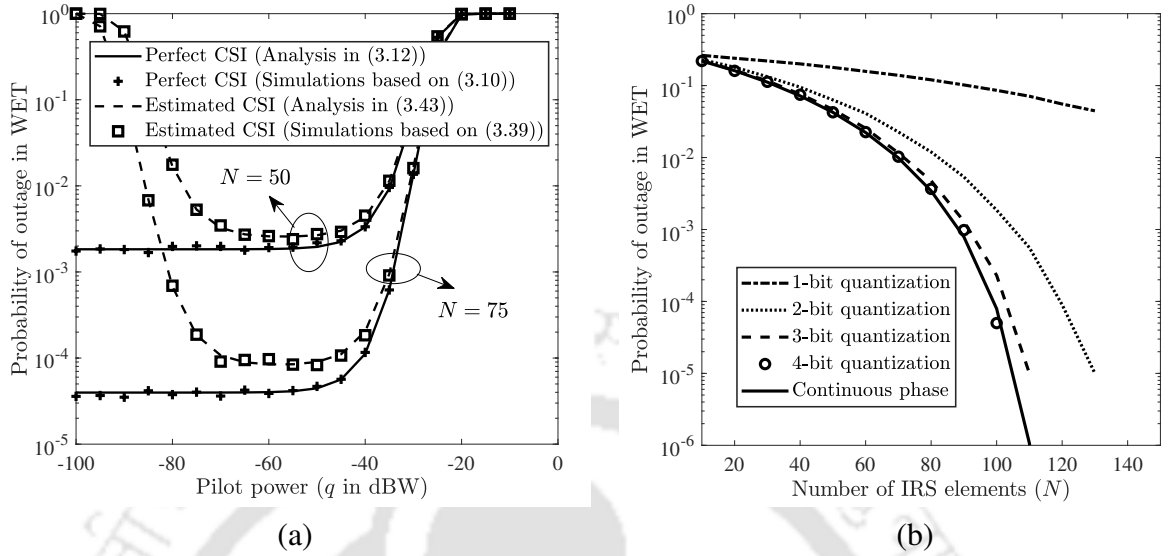 10^0
10^-1
10^-2
10^-3
10^-4
10^-5
Probability of outage in WET
Perfect CSI (Analysis in (3.12))
Perfect CSI (Simulations based on (3.10))
Estimated CSI (Analysis in (3.43))
Estimated CSI (Simulations based on (3.39))
N = 50
N = 75
-100 -80 -60 -40 -20 0
Pilot power (q in dBW)
(a)
10^0
10^-1
10^-2
10^-3
10^-4
10^-5
10^-6
Probability of outage in WET
1-bit quantization
2-bit quantization
3-bit quantization
4-bit quantization
Continuous phase
20 40 60 80 100 120 140
Number of IRS elements (N)
(b)